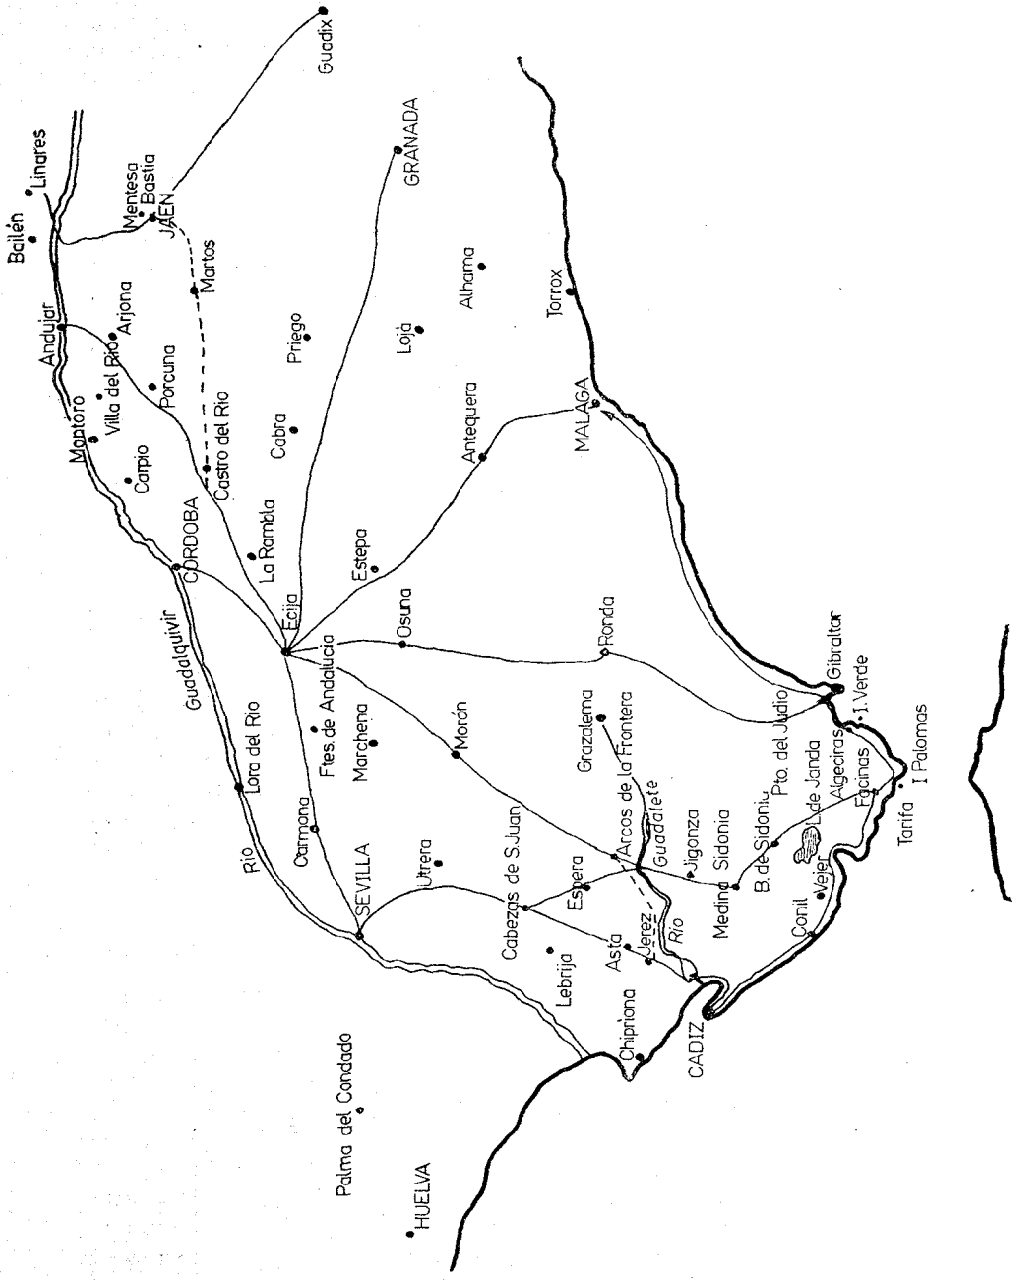 HUELVA
Palma del Condado
Rio
Guadalquivir
Lora del Rio
SEVILLA
Carmona
Ftes. de Andalucía
Marchena
CORDOBA
Ecija
La Rambla
Estepa
Osuna
Montoro
Carpio
Villa del Río
Andujar
Arjona
Porcuna
Castro del Rio
Cabra
Priego
Bailén
Linares
Mentesa
Bastia
JAEN
Martos
Guadix
GRANADA
Loja
Alhama
Torrox
Antequera
MALAGA
Utrera
Morón
Cabezas de S. Juan
Lebrija
Espera
Asta
Jerez
Chipriona
CADIZ
Rio
Guadalete
Arcos de la Frontera
Grazalema
Ronda
Jigonza
Medina Sidonia
B. de Sidonia
Pto. del Judio
L. de Janda
Conil
Vejer
Facinas
Algeciras
Tarifa
I Palomas
I. Verde
Gibraltar